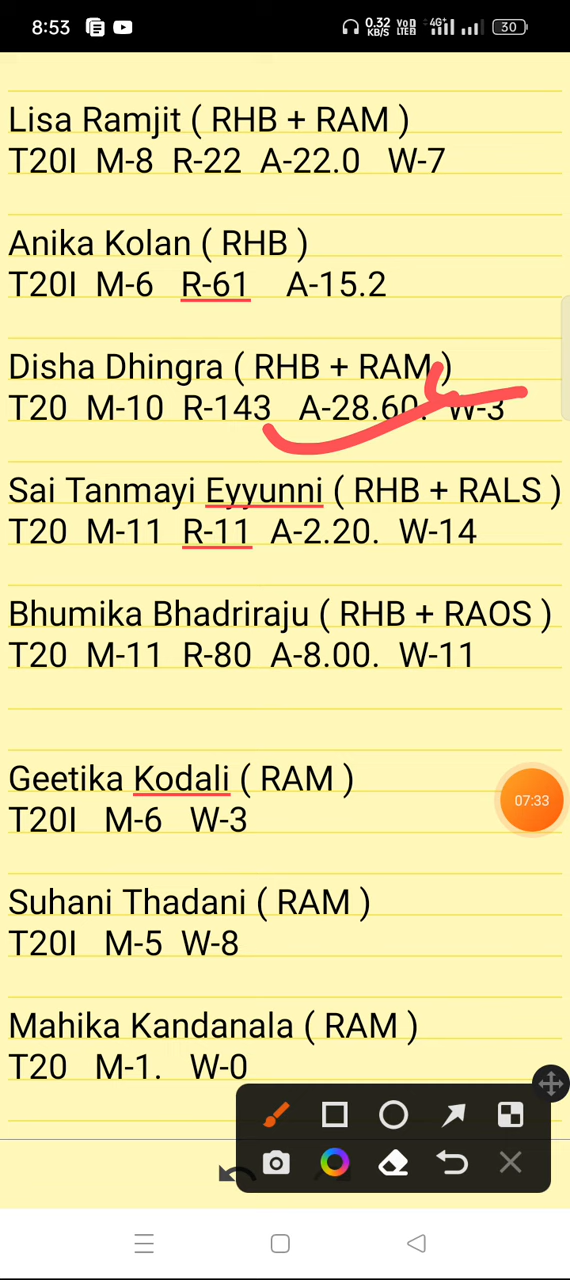 8:53 0.32 KB/S VoD LTE2 4G+ 30
Lisa Ramjit ( RHB + RAM )
T20I M-8 R-22 A-22.0 W-7
Anika Kolan ( RHB )
T20I M-6 R-61 A-15.2
Disha Dhingra ( RHB + RAM )
T20 M-10 R-143 A-28.60. W-3
Sai Tanmayi Eyyunni ( RHB + RALS )
T20 M-11 R-11 A-2.20. W-14
Bhumika Bhadriraju ( RHB + RAOS )
T20 M-11 R-80 A-8.00. W-11
Geetika Kodali ( RAM )
T20I M-6 W-3
07:33
Suhani Thadani ( RAM )
T20I M-5 W-8
Mahika Kandanala ( RAM )
T20 M-1. W-0